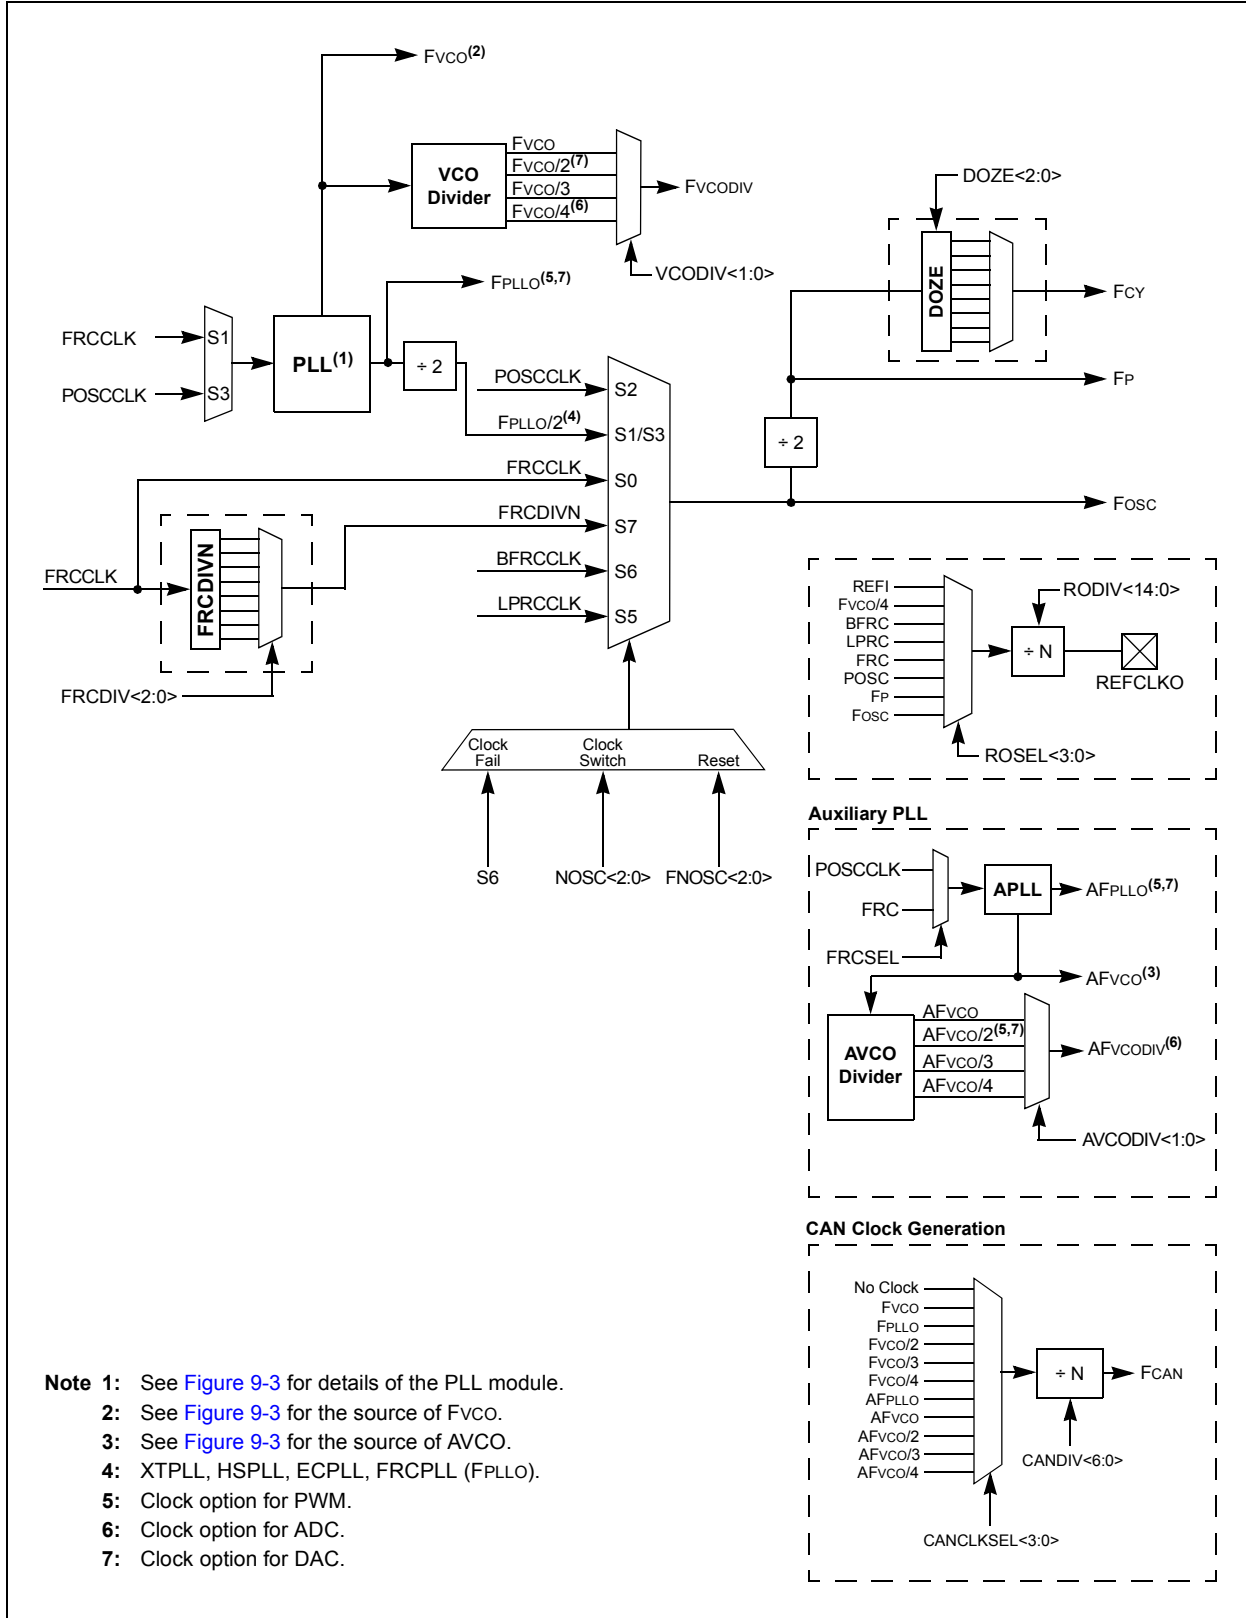 FVCO(2)
VCO
Divider
FVCO
FVCO/2(7)
FVCO/3
FVCO/4(6)
FVCODIV
VCODIV<1:0>
FPLLO(5,7)
FRCCLK
POSCCLK
S1
S3
PLL(1)
÷ 2
DOZE<2:0>
DOZE
FCY
FP
÷ 2
FOSC
POSCCLK
S2
FPLLO/2(4)
S1/S3
FRCCLK
S0
FRCDIVN
S7
BFRCCLK
S6
LPRCCLK
S5
FRCCLK
FRCDIVN
FRCDIV<2:0>
Clock
Fail
Clock
Switch
Reset
S6
NOSC<2:0>
FNOSC<2:0>
REFI
FVCO/4
BFRC
LPRC
FRC
POSC
FP
FOSC
RODIV<14:0>
÷ N
REFCLKO
ROSEL<3:0>
Auxiliary PLL
POSCCLK
FRC
FRCSEL
APLL
AFPLLO(5,7)
AFVCO(3)
AVCO
Divider
AFVCO
AFVCO/2(5,7)
AFVCO/3
AFVCO/4
AFVCODIV(6)
AVCODIV<1:0>
CAN Clock Generation
No Clock
FVCO
FPLLO
FVCO/2
FVCO/3
FVCO/4
AFPLLO
AFVCO
AFVCO/2
AFVCO/3
AFVCO/4
÷ N
FCAN
CANDIV<6:0>
CANCLKSEL<3:0>
Note 1: See Figure 9-3 for details of the PLL module.
2: See Figure 9-3 for the source of FVCO.
3: See Figure 9-3 for the source of AVCO.
4: XTPLL, HSPLL, ECPLL, FRCPLL (FPLLO).
5: Clock option for PWM.
6: Clock option for ADC.
7: Clock option for DAC.